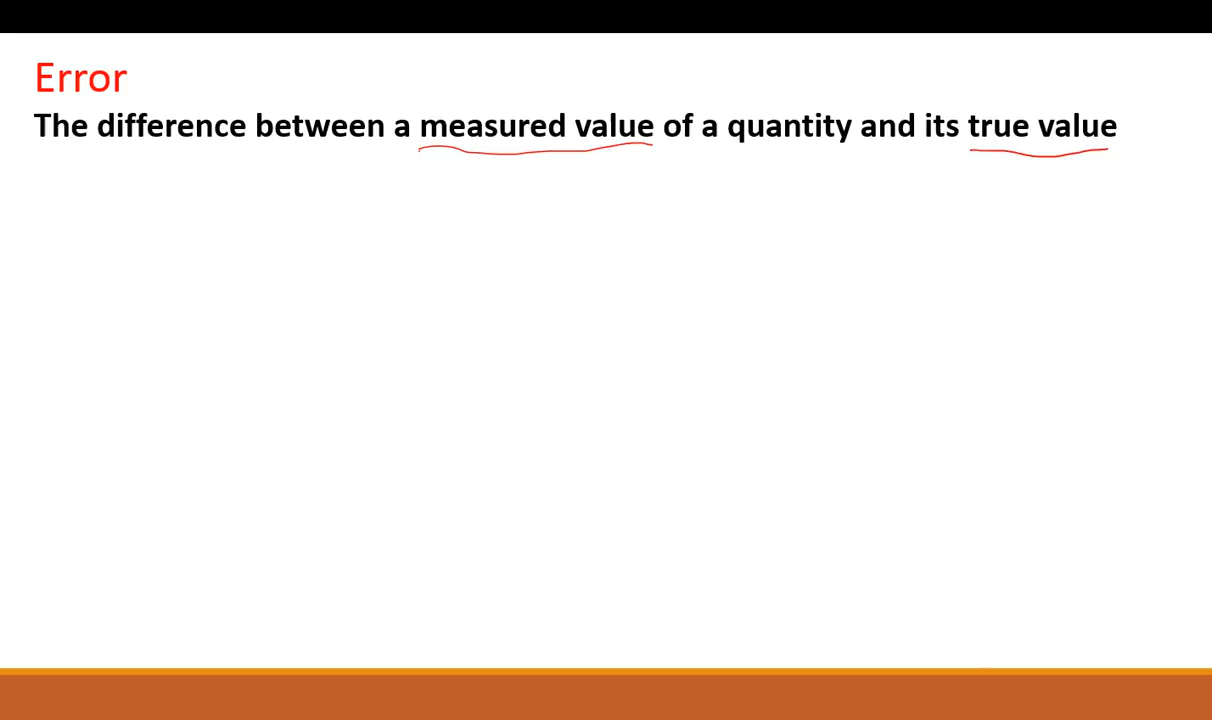 Error
The difference between a measured value of a quantity and its true value